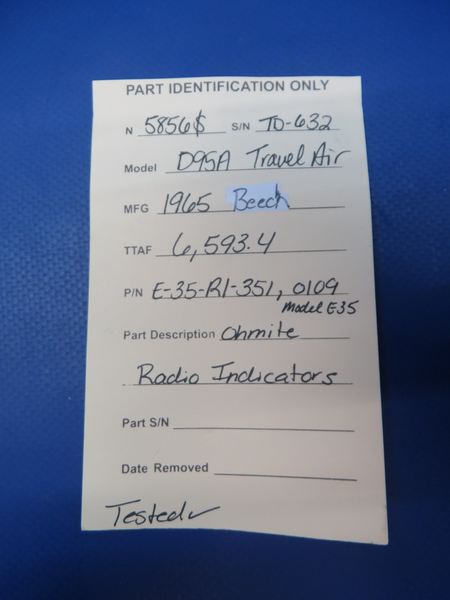 PART IDENTIFICATION ONLY
N 5856S S/N TD-632
Model D95A Travel Air
MFG 1965 Beech
TTAF 6,593.4
P/N E-35-R1-351, 0109
Model E35
Part Description Ohmite
Radio Indicators
Part S/N
Date Removed
Tested ✓